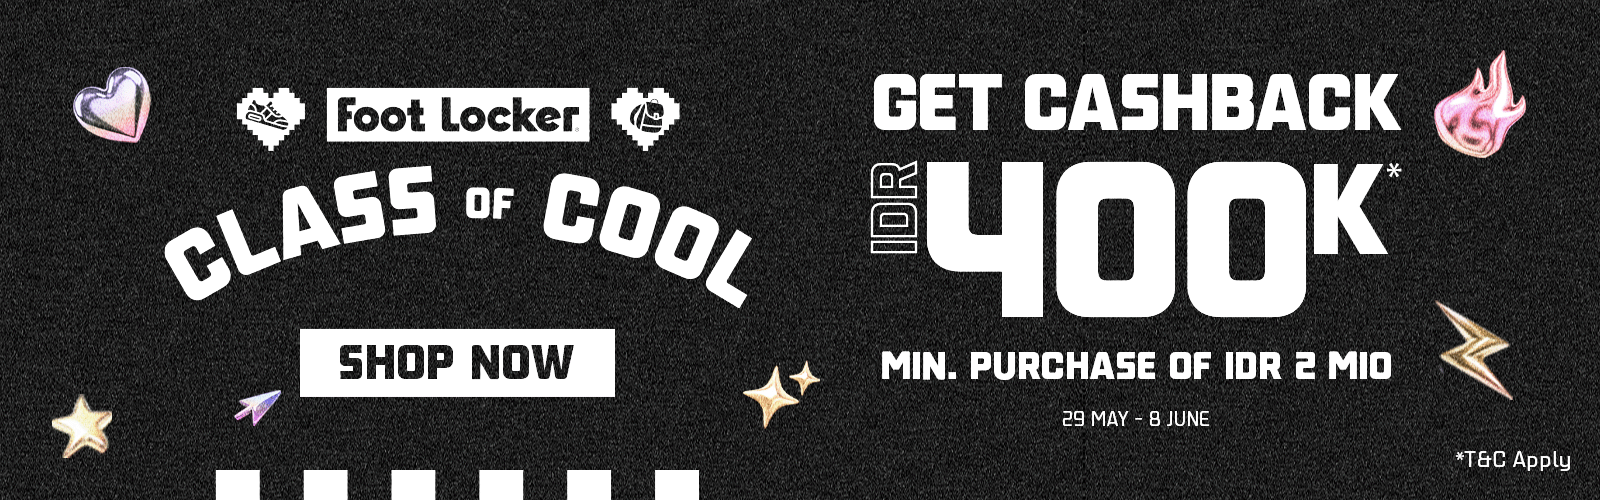 Foot Locker
CLASS OF COOL
SHOP NOW
GET CASHBACK
IDR 400K*
MIN. PURCHASE OF IDR 2 MIO
29 MAY - 8 JUNE
*T&C Apply